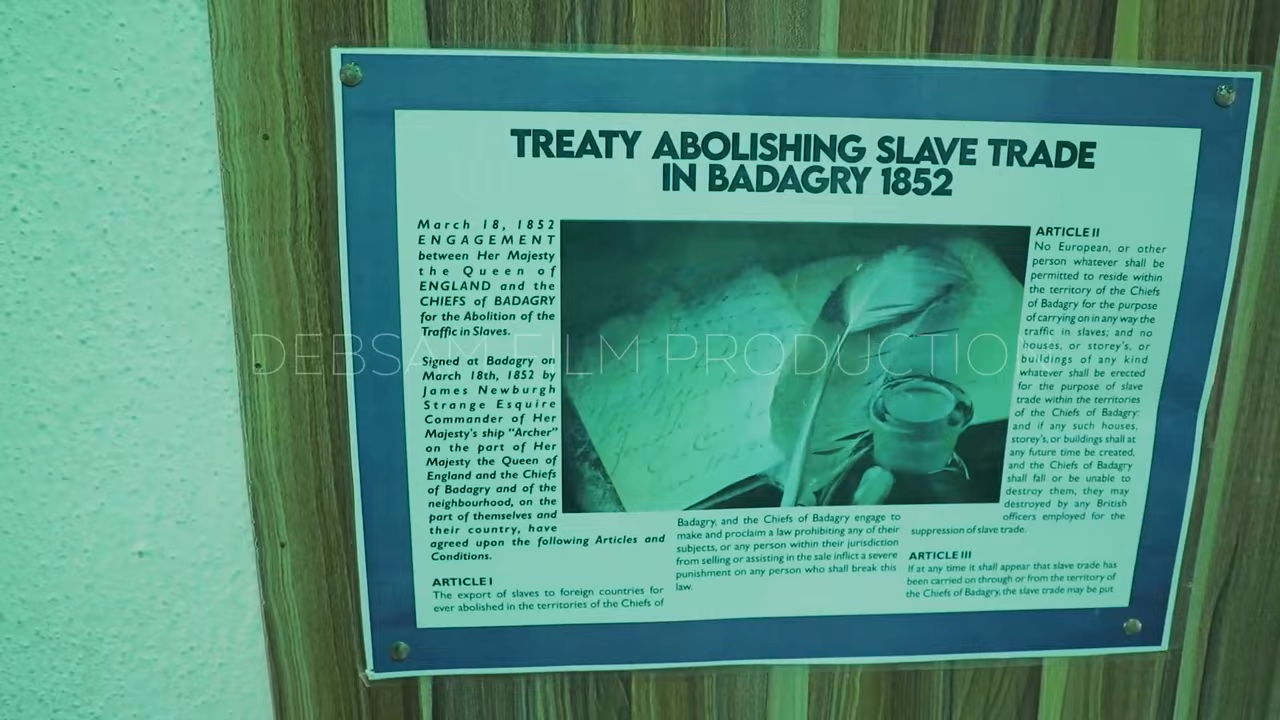 TREATY ABOLISHING SLAVE TRADE
IN BADAGRY 1852
March 18, 1852
ENGAGEMENT
between Her Majesty
the Queen of
ENGLAND and the
CHIEFS of BADAGRY
for the Abolition of the
Traffic in Slaves.
Signed at Badagry on
March 18th, 1852 by
James Newburgh
Strange Esquire
Commander of Her
Majesty's ship "Archer"
on the part of Her
Majesty the Queen of
England and the Chiefs
of Badagry and of the
neighbourhood, on the
part of themselves and
their country, have
agreed upon the following Articles and
Conditions.
ARTICLE I
The export of slaves to foreign countries for
ever abolished in the territories of the Chiefs of
Badagry, and the Chiefs of Badagry engage to
make and proclaim a law prohibiting any of their
subjects, or any person within their jurisdiction
from selling or assisting in the sale inflict a severe
punishment on any person who shall break this
law.
ARTICLE II
No European, or other
person whatever shall be
permitted to reside within
the territory of the Chiefs
of Badagry for the purpose
of carrying on in any way the
traffic in slaves; and no
houses, or storey's, or
buildings of any kind
whatever shall be erected
for the purpose of slave
trade within the territories
of the Chiefs of Badagry:
and if any such houses,
storey's, or buildings shall at
any future time be created,
and the Chiefs of Badagry
shall fall or be unable to
destroy them, they may
destroyed by any British
officers employed for the
suppression of slave trade.
ARTICLE III
If at any time it shall appear that slave trade has
been carried on through or from the territory of
the Chiefs of Badagry, the slave trade may be put
DEBSAM FILM PRODUCTIO